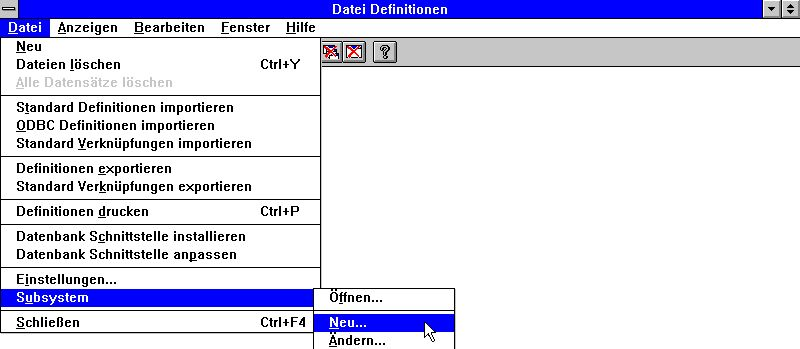 Datei Definitionen
Datei Anzeigen Bearbeiten Fenster Hilfe
Neu
Dateien löschen Ctrl+Y
Alle Datensätze löschen
Standard Definitionen importieren
ODBC Definitionen importieren
Standard Verknüpfungen importieren
Definitionen exportieren
Standard Verknüpfungen exportieren
Definitionen drucken Ctrl+P
Datenbank Schnittstelle installieren
Datenbank Schnittstelle anpassen
Einstellungen...
Subsystem
Schließen Ctrl+F4
Öffnen...
Neu...
Ändern...